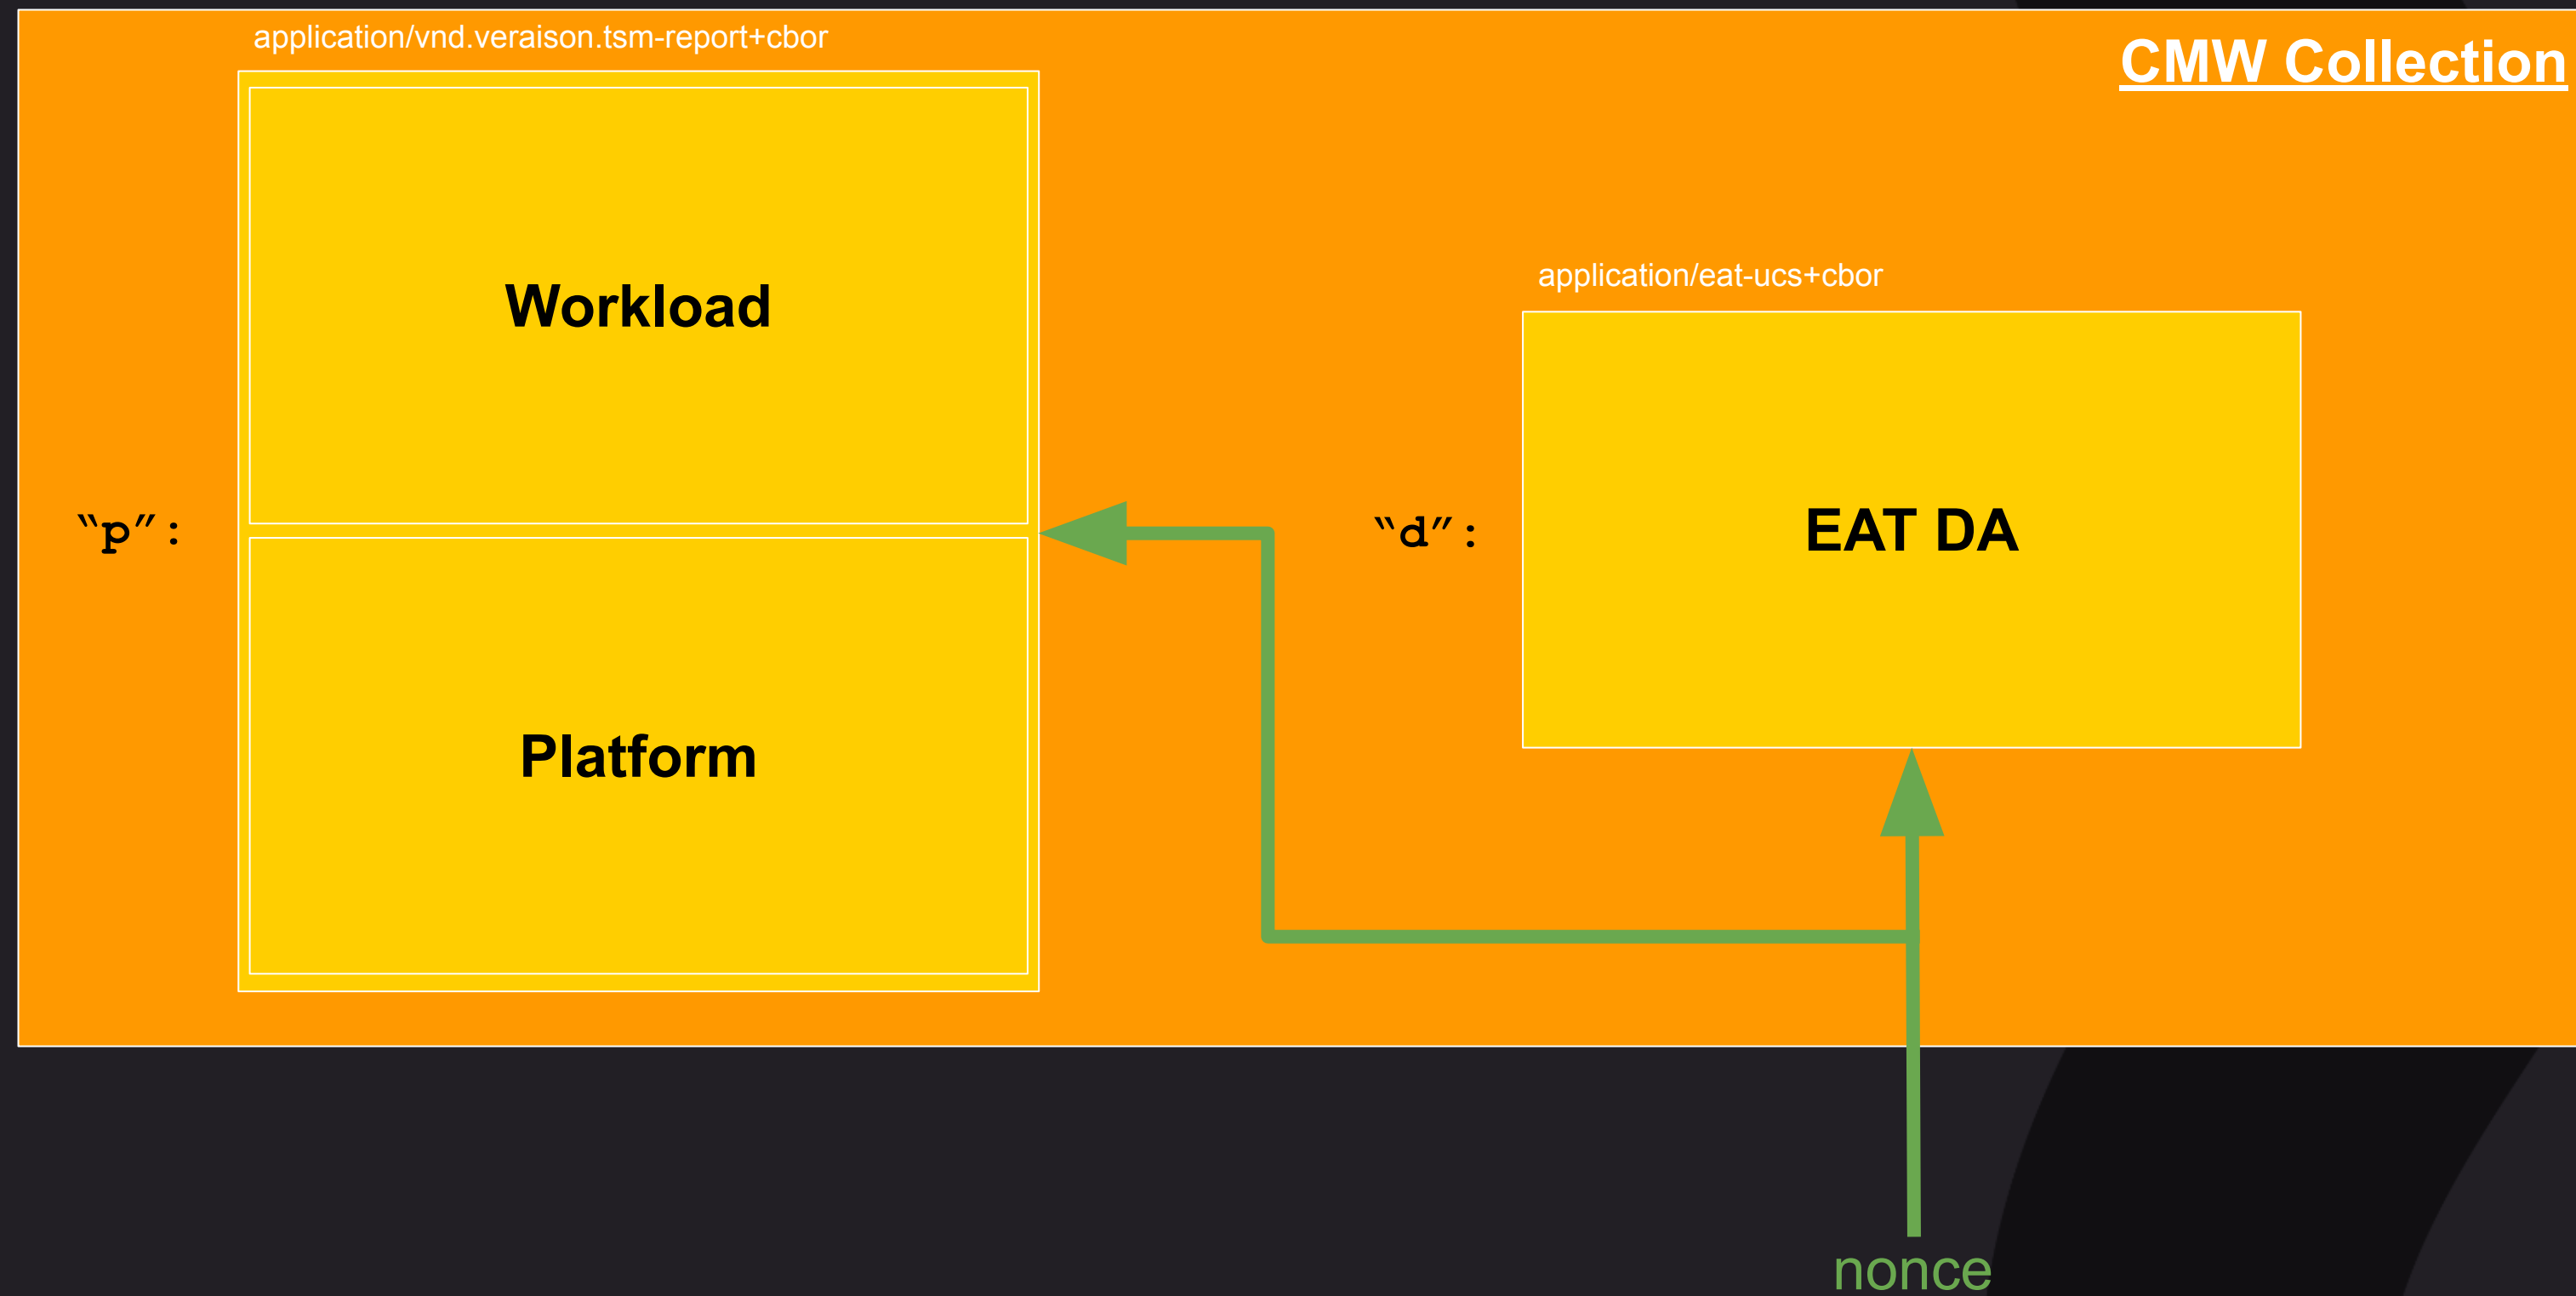 application/vnd.veraison.tsm-report+cbor
CMW Collection
Workload
application/eat-ucs+cbor
“p”:
“d”:
EAT DA
Platform
nonce